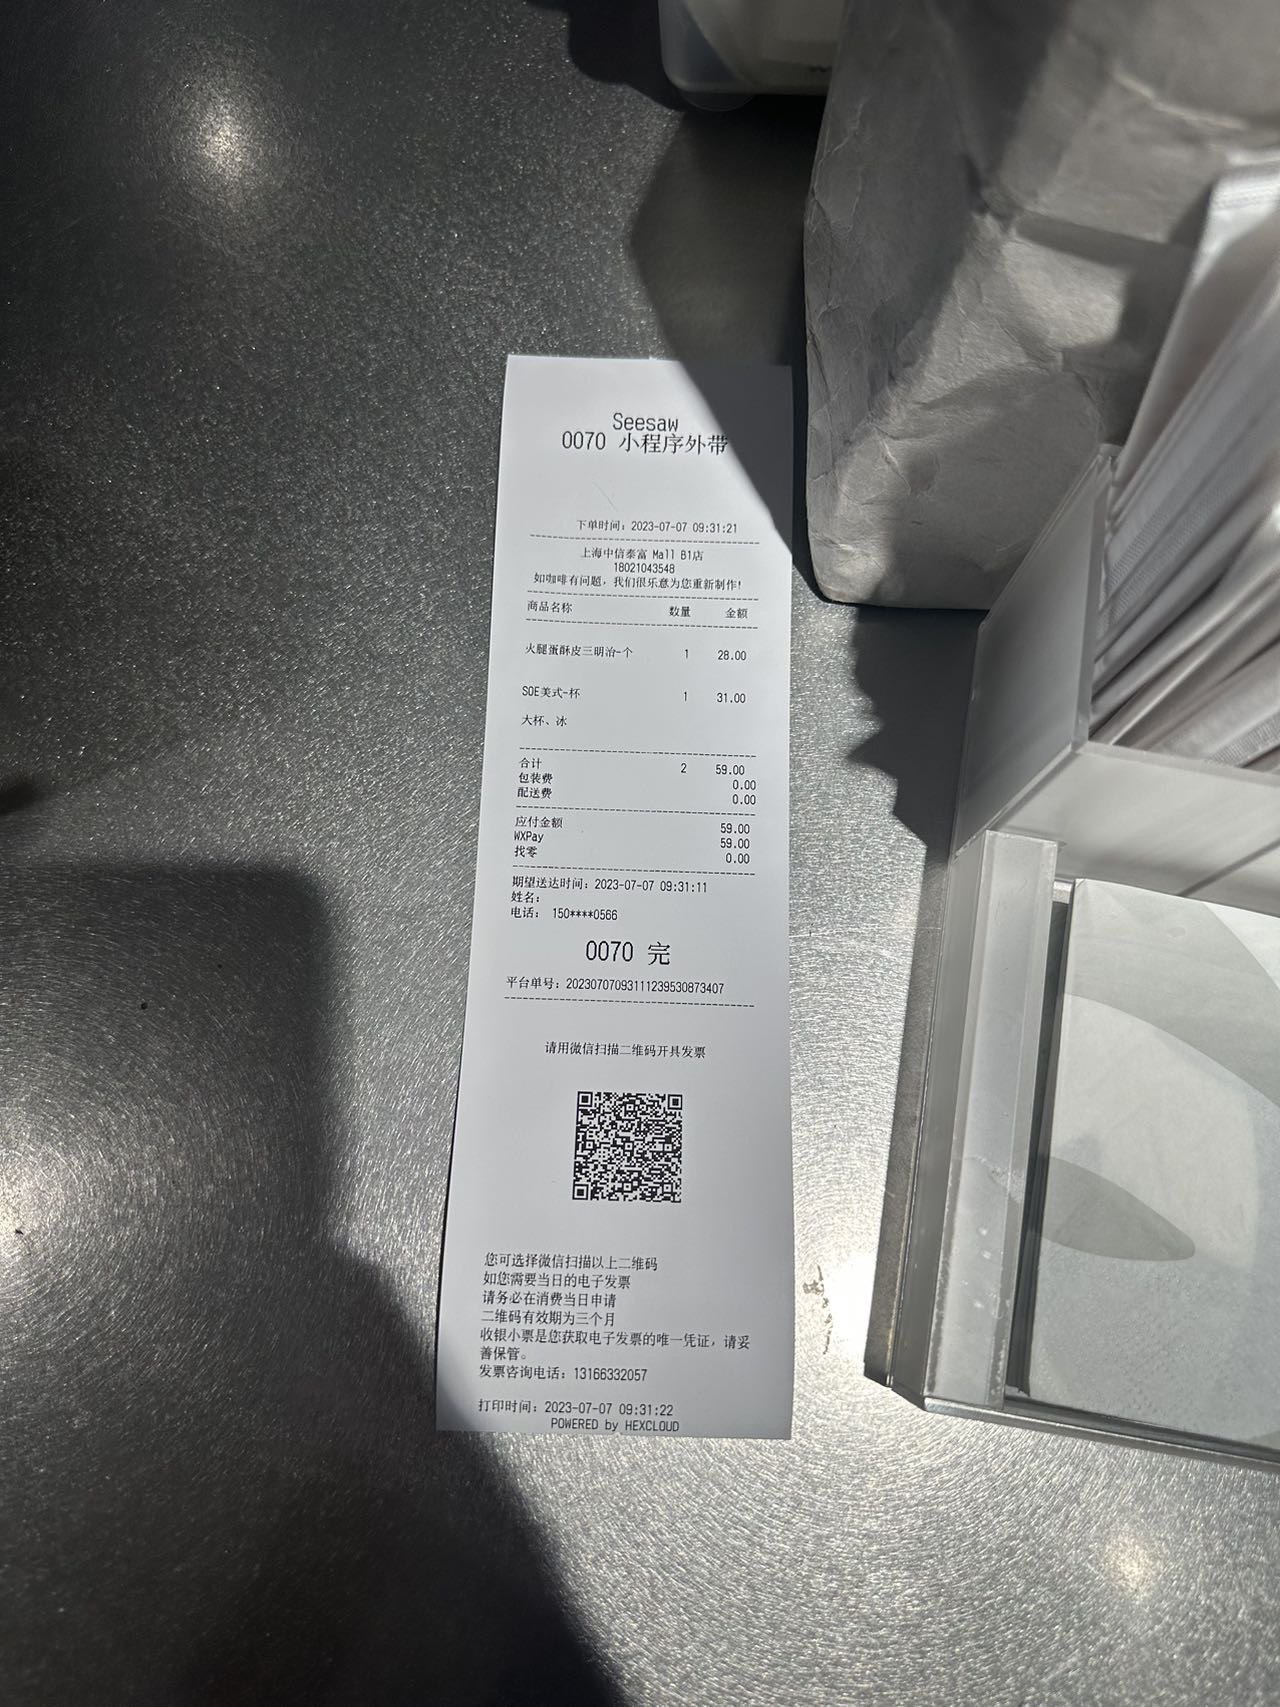 Seesaw
0070 小程序外带
下单时间：2023-07-07 09:31:21
上海中信泰富 Mall B1店
18021043548
如咖啡有问题，我们很乐意为您重新制作！
商品名称 数量 金额
火腿蛋酥皮三明治-个 1 28.00
SOE美式-杯 1 31.00
大杯、冰
合计 2 59.00
包装费 0.00
配送费 0.00
应付金额 59.00
WXPay 59.00
找零 0.00
期望送达时间：2023-07-07 09:31:11
姓名：
电话： 150****0566
0070 完
平台单号：20230707093111239530873407
请用微信扫描二维码开具发票
您可选择微信扫描以上二维码
如您需要当日的电子发票
请务必在消费当日申请
二维码有效期为三个月
收银小票是您获取电子发票的唯一凭证，请妥
善保管。
发票咨询电话：13166332057
打印时间：2023-07-07 09:31:22
POWERED by HEXCLOUD